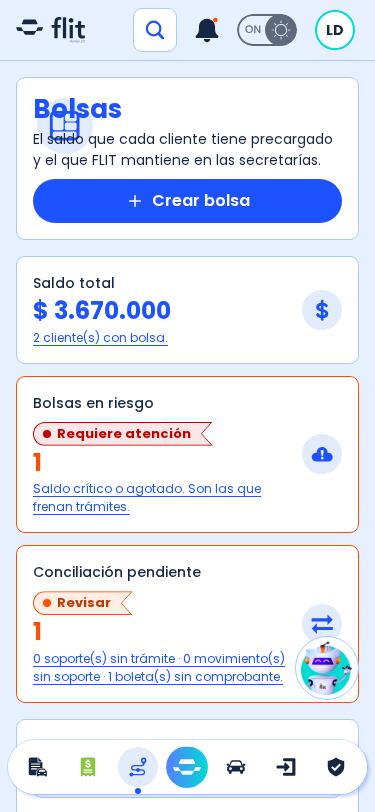 flit
ON
LD
Bolsas
El saldo que cada cliente tiene precargado
y el que FLIT mantiene en las secretarías.
+ Crear bolsa
Saldo total
$ 3.670.000
$
2 cliente(s) con bolsa.
Bolsas en riesgo
Requiere atención
1
Saldo crítico o agotado. Son las que
frenan trámites.
Conciliación pendiente
Revisar
1
0 soporte(s) sin trámite · 0 movimiento(s)
sin soporte · 1 boleta(s) sin comprobante.